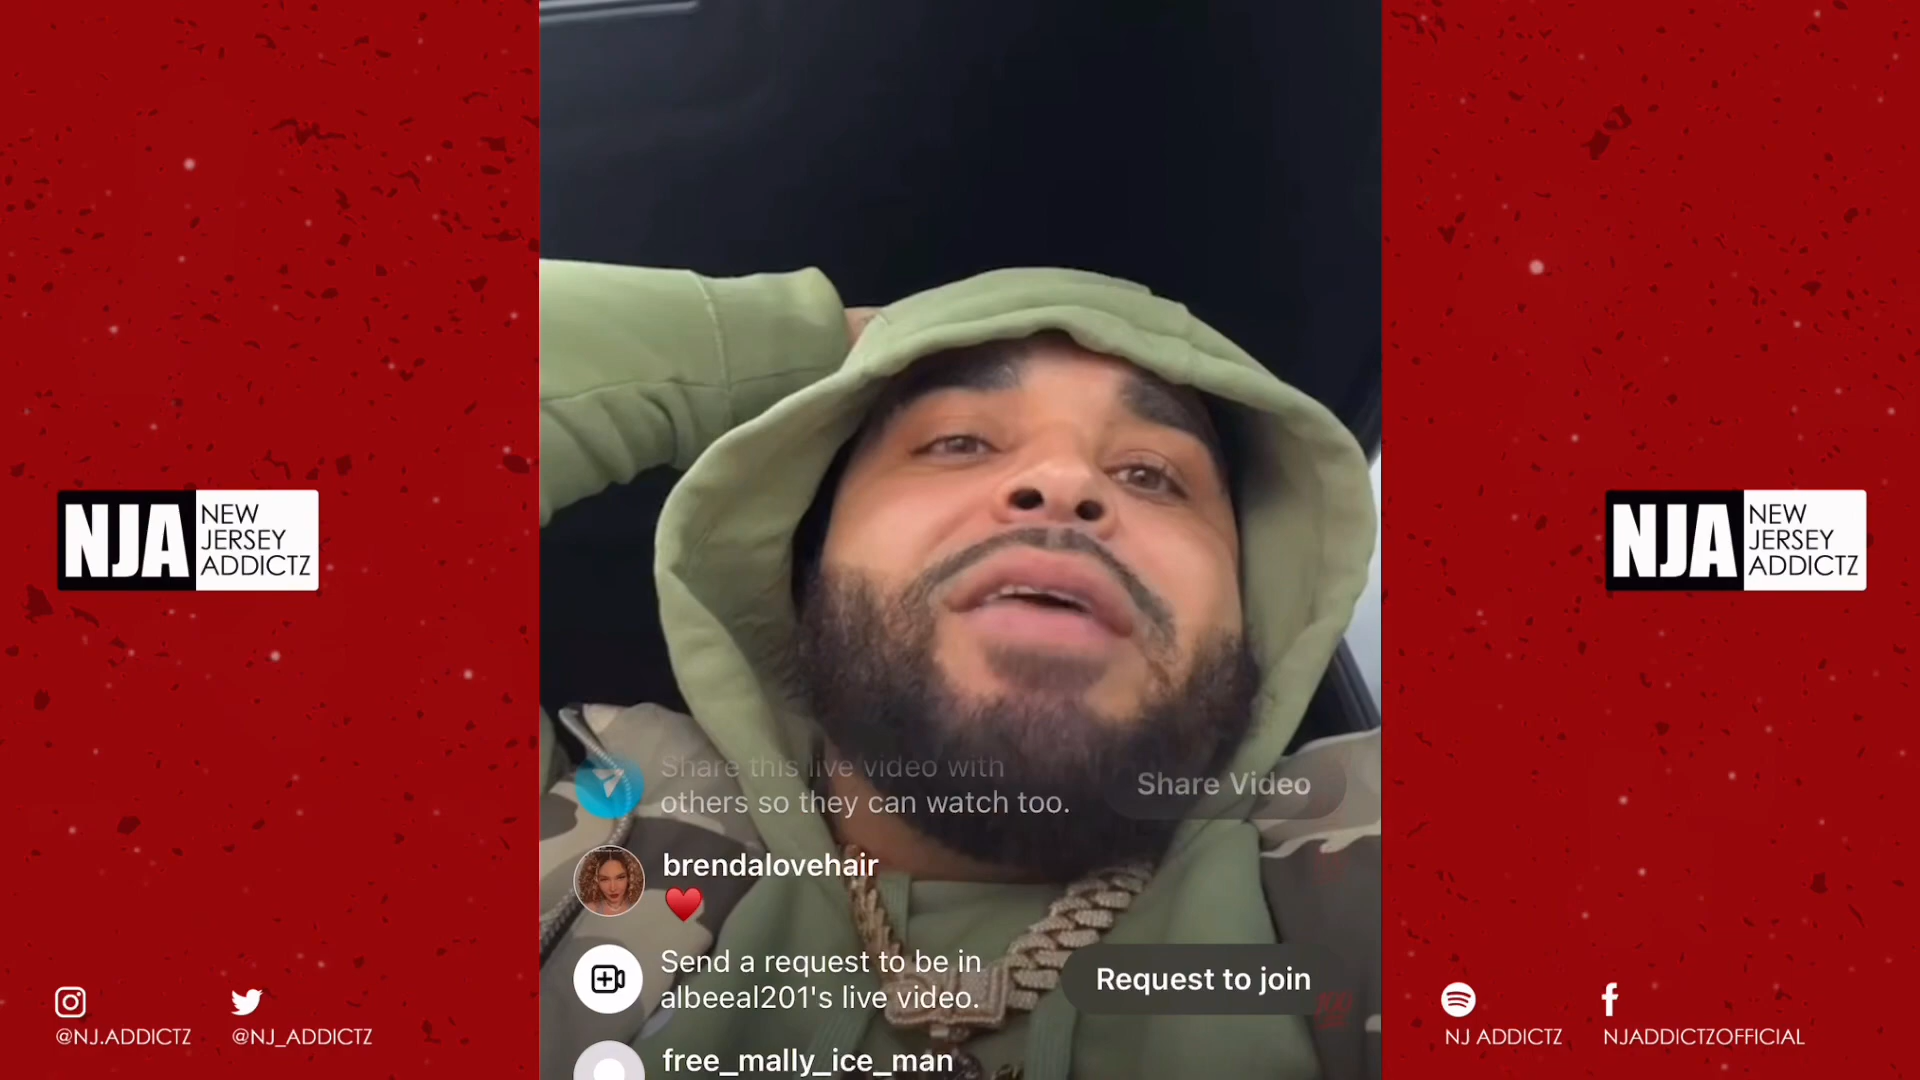 NJA
NEW
JERSEY
ADDICTZ
NJA
NEW
JERSEY
ADDICTZ
Share this live video with
others so they can watch too.
Share Video
brendalovehair
Send a request to be in
albeeal201's live video.
Request to join
free_mally_ice_man
@NJ.ADDICTZ
@NJ_ADDICTZ
NJ ADDICTZ
NJADDICTZOFFICIAL